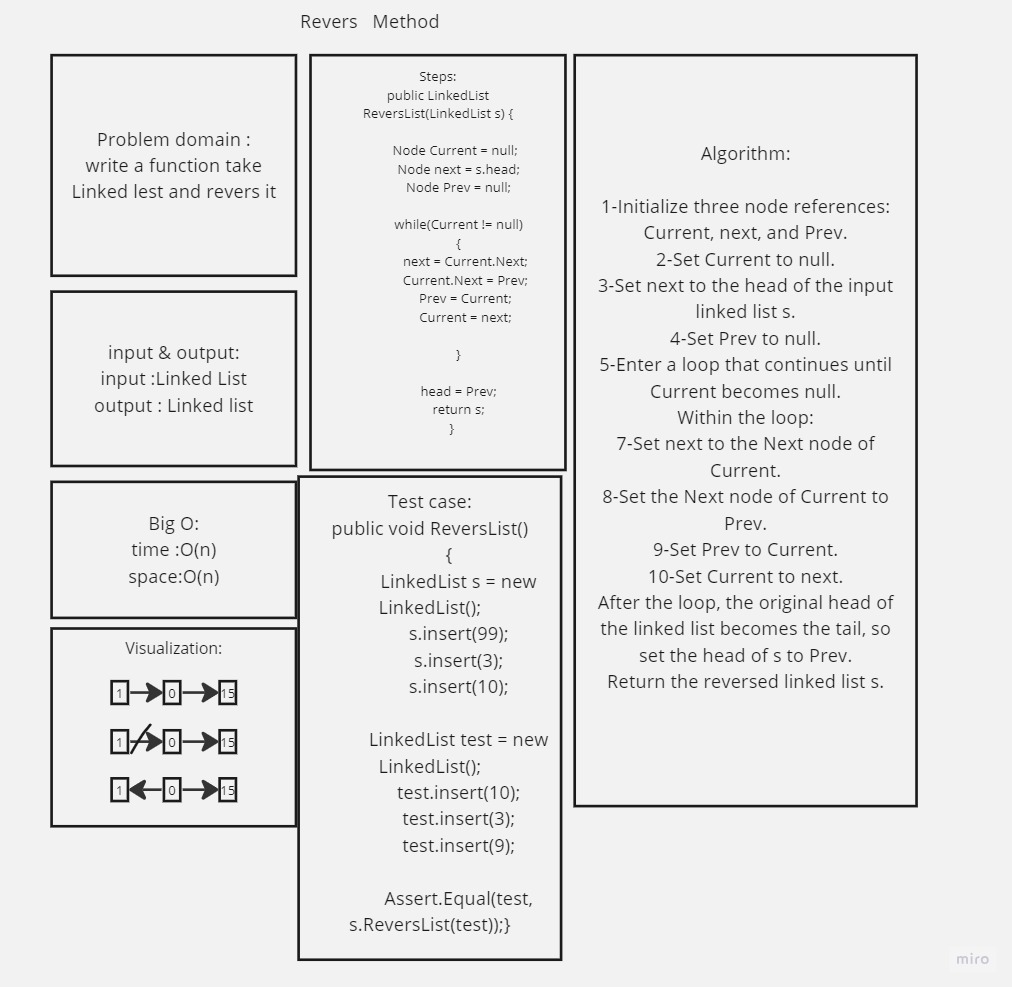 Revers Method
Problem domain :
write a function take
Linked lest and revers it
input & output:
input :Linked List
output : Linked list
Big O:
time :O(n)
space:O(n)
Visualization:
1 0 15
1 0 15
1 0 15
Steps:
public LinkedList
ReversList(LinkedList s) {
Node Current = null;
Node next = s.head;
Node Prev = null;
while(Current != null)
{
next = Current.Next;
Current.Next = Prev;
Prev = Current;
Current = next;
}
head = Prev;
return s;
}
Test case:
public void ReversList()
{
LinkedList s = new
LinkedList();
s.insert(99);
s.insert(3);
s.insert(10);
LinkedList test = new
LinkedList();
test.insert(10);
test.insert(3);
test.insert(9);
Assert.Equal(test,
s.ReversList(test));}
Algorithm:
1-Initialize three node references:
Current, next, and Prev.
2-Set Current to null.
3-Set next to the head of the input
linked list s.
4-Set Prev to null.
5-Enter a loop that continues until
Current becomes null.
Within the loop:
7-Set next to the Next node of
Current.
8-Set the Next node of Current to
Prev.
9-Set Prev to Current.
10-Set Current to next.
After the loop, the original head of
the linked list becomes the tail, so
set the head of s to Prev.
Return the reversed linked list s.
miro